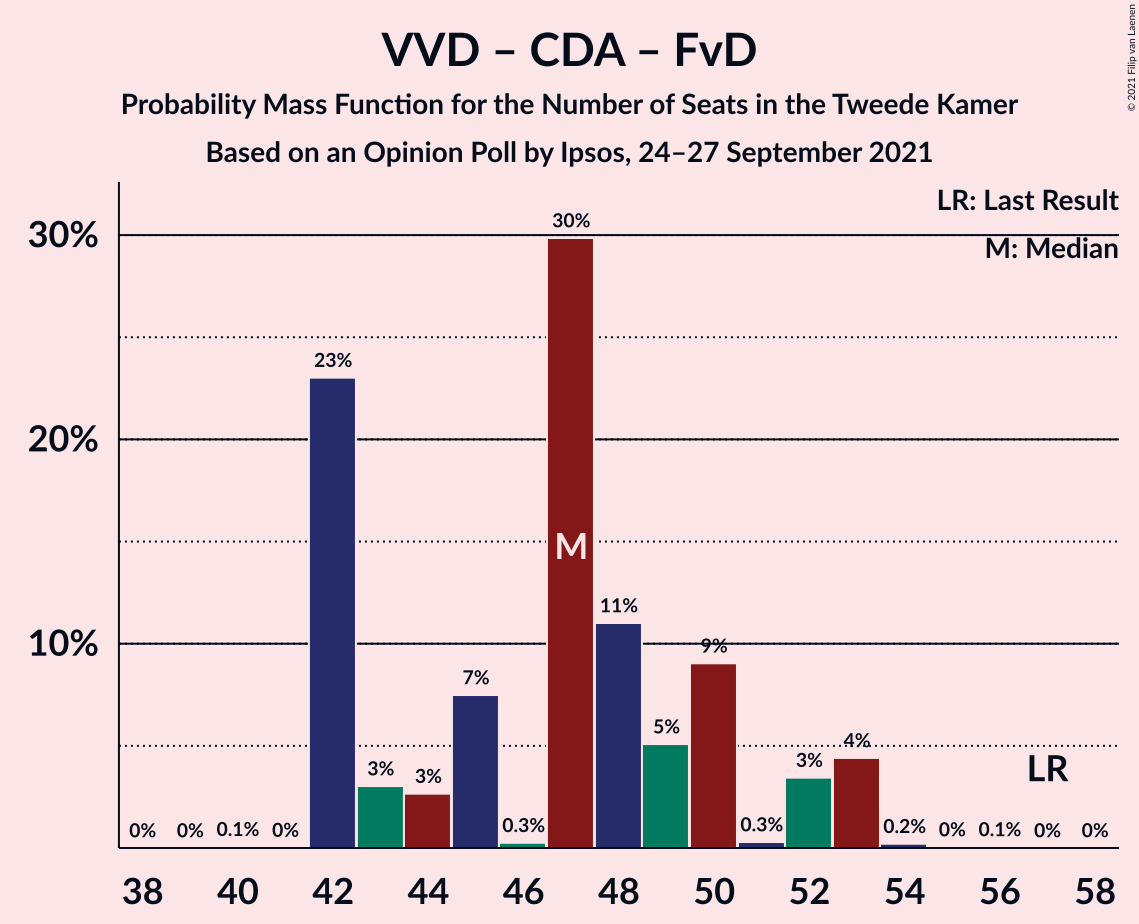 VVD – CDA – FvD
Probability Mass Function for the Number of Seats in the Tweede Kamer
Based on an Opinion Poll by Ipsos, 24–27 September 2021
© 2021 Filip van Laenen
LR: Last Result
M: Median
30%
20%
10%
0% 0% 0.1% 0% 23% 3% 3% 7% 0.3% 30% 11% 5% 9% 0.3% 3% 4% 0.2% 0% 0.1% 0% 0%
M
LR
38 40 42 44 46 48 50 52 54 56 58